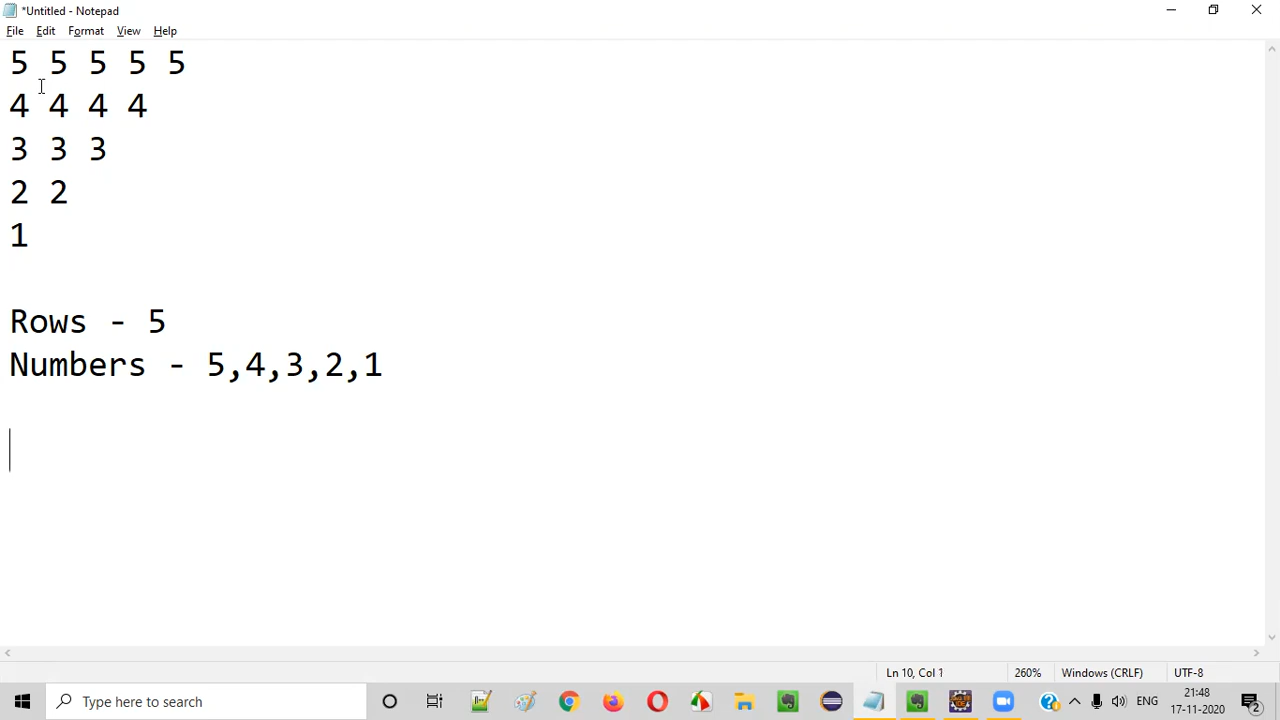 *Untitled - Notepad
File Edit Format View Help
5 5 5 5 5
4 4 4 4
3 3 3
2 2
1
Rows - 5
Numbers - 5,4,3,2,1
Ln 10, Col 1 260% Windows (CRLF) UTF-8
Type here to search
ENG
21:48
17-11-2020
2